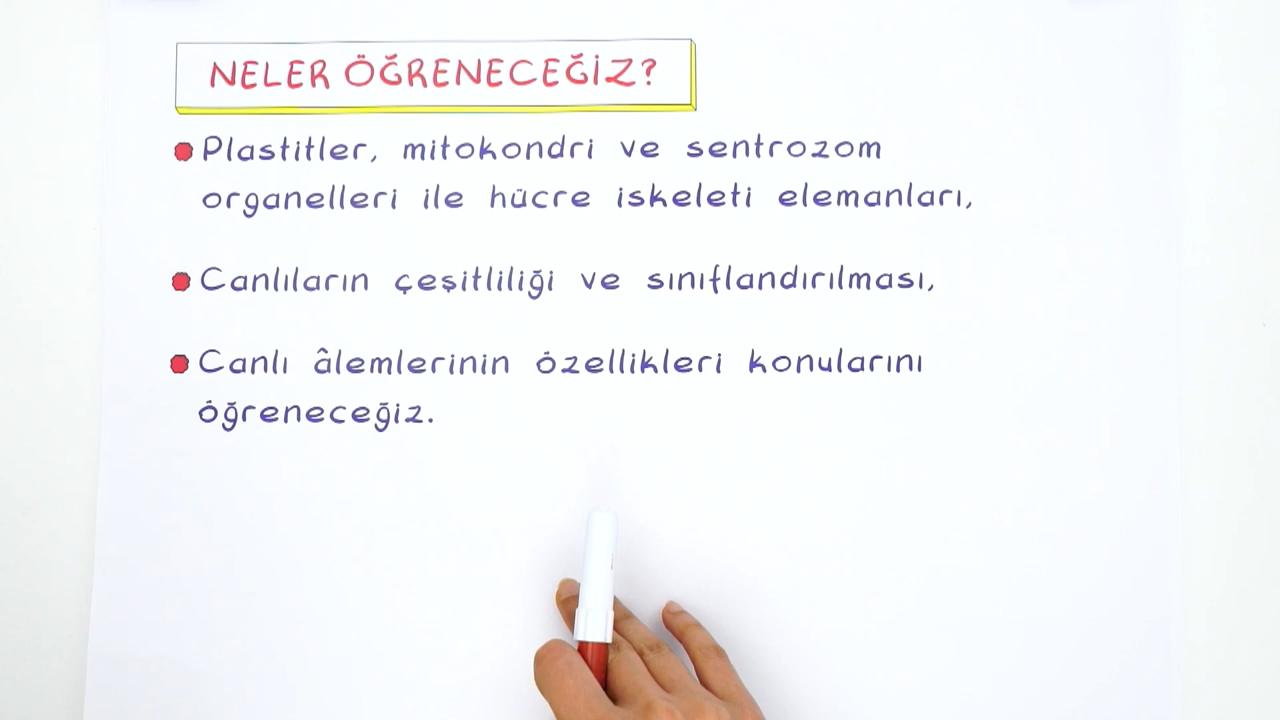 NELER ÖĞRENECEĞİZ?
Plastitler, mitokondri ve sentrozom
organelleri ile hücre iskeleti elemanları,
Canlıların çeşitliliği ve sınıflandırılması,
Canlı âlemlerinin özellikleri konularını
öğreneceğiz.